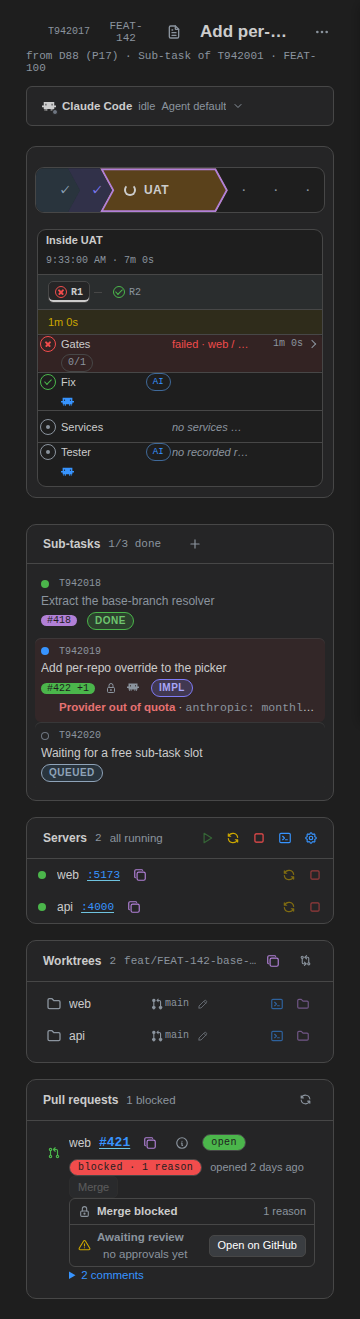 T942017 FEAT-142 Add per-…
from D88 (P17) · Sub-task of T942001 · FEAT-
100
Claude Code idle Agent default
UAT
Inside UAT
9:33:00 AM · 7m 0s
R1 R2
1m 0s
Gates failed · web / … 1m 0s
0/1
Fix AI
Services no services …
Tester AI no recorded r…
Sub-tasks 1/3 done
T942018
Extract the base-branch resolver
#418 DONE
T942019
Add per-repo override to the picker
#422 +1 IMPL
Provider out of quota · anthropic: monthl…
T942020
Waiting for a free sub-task slot
QUEUED
Servers 2 all running
web :5173
api :4000
Worktrees 2 feat/FEAT-142-base-…
web main
api main
Pull requests 1 blocked
web #421 open
blocked · 1 reason opened 2 days ago
Merge
Merge blocked 1 reason
Awaiting review
no approvals yet
Open on GitHub
2 comments